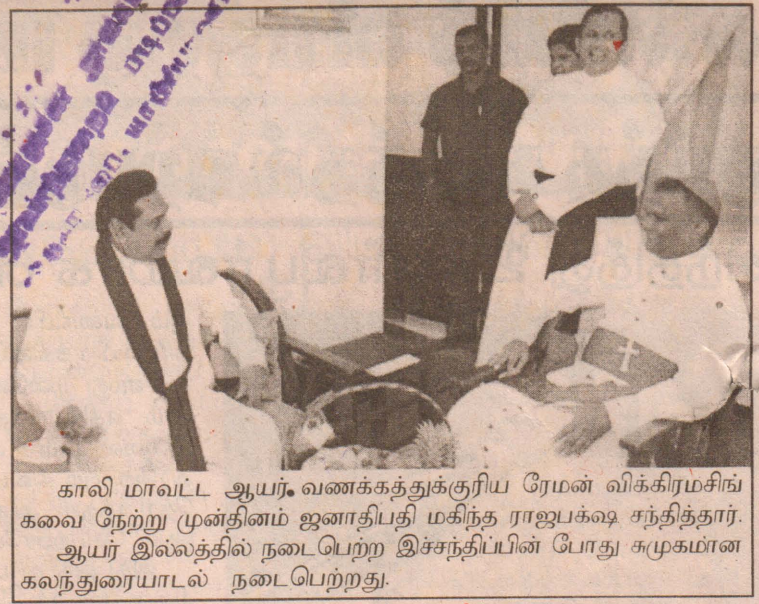 காலி மாவட்ட ஆயர். வணக்கத்துக்குரிய ரேமன் விக்கிரமசிங்
கவை நேற்று முன்தினம் ஜனாதிபதி மகிந்த ராஜபக்ஷ சந்தித்தார்.
ஆயர் இல்லத்தில் நடைபெற்ற இச்சந்திப்பின் போது சுமுகமான
கலந்துரையாடல் நடைபெற்றது.